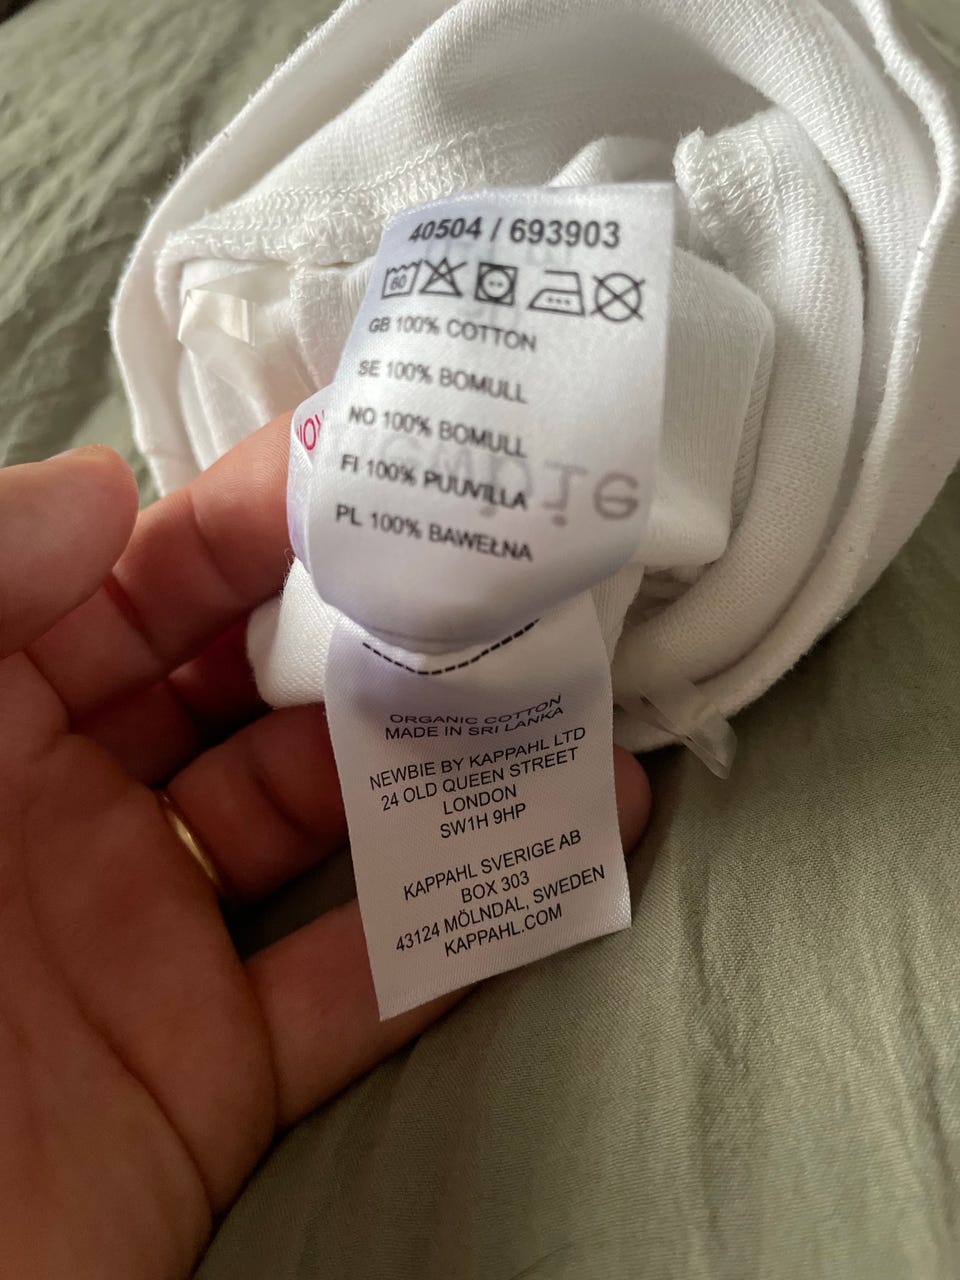 40504 / 693903
60
GB 100% COTTON
SE 100% BOMULL
NO 100% BOMULL
FI 100% PUUVILLA
PL 100% BAWEŁNA
ORGANIC COTTON
MADE IN SRI LANKA
NEWBIE BY KAPPAHL LTD
24 OLD QUEEN STREET
LONDON
SW1H 9HP
KAPPAHL SVERIGE AB
BOX 303
43124 MÖLNDAL, SWEDEN
KAPPAHL.COM